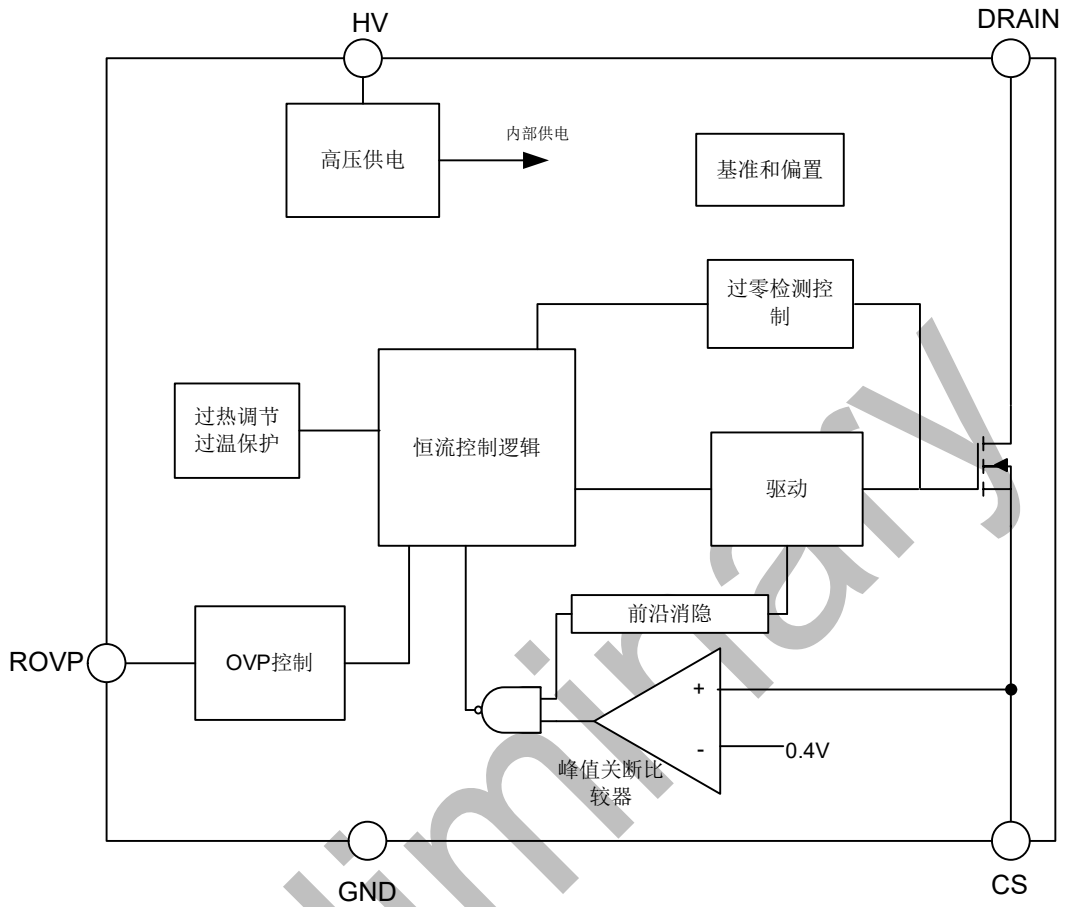 HV
DRAIN
高压供电
内部供电
基准和偏置
过零检测控
制
过热调节
过温保护
恒流控制逻辑
驱动
前沿消隐
ROVP
OVP控制
+
-
0.4V
峰值关断比
较器
GND
CS
liminary